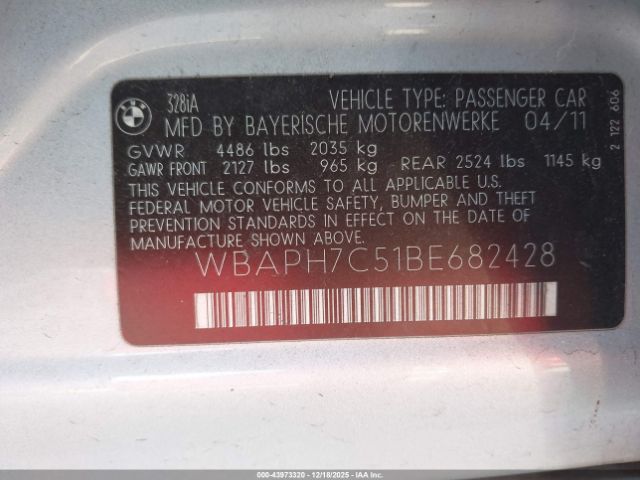 BMW
328iA VEHICLE TYPE: PASSENGER CAR
MFD BY BAYERISCHE MOTORENWERKE 04/11
GVWR 4486 lbs 2035 kg
GAWR FRONT 2127 lbs 965 kg REAR 2524 lbs 1145 kg
THIS VEHICLE CONFORMS TO ALL APPLICABLE U.S.
FEDERAL MOTOR VEHICLE SAFETY, BUMPER AND THEFT
PREVENTION STANDARDS IN EFFECT ON THE DATE OF
MANUFACTURE SHOWN ABOVE.
WBAPH7C51BE682428
2 122 606
000-43973320 - 12/18/2025 - IAA, Inc. Copyright